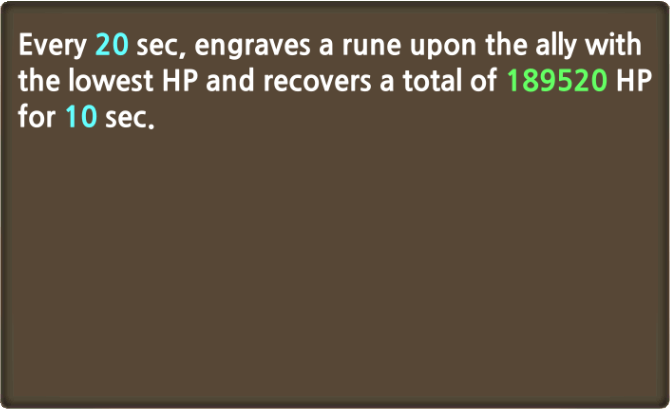 Every 20 sec, engraves a rune upon the ally with
the lowest HP and recovers a total of 189520 HP
for 10 sec.